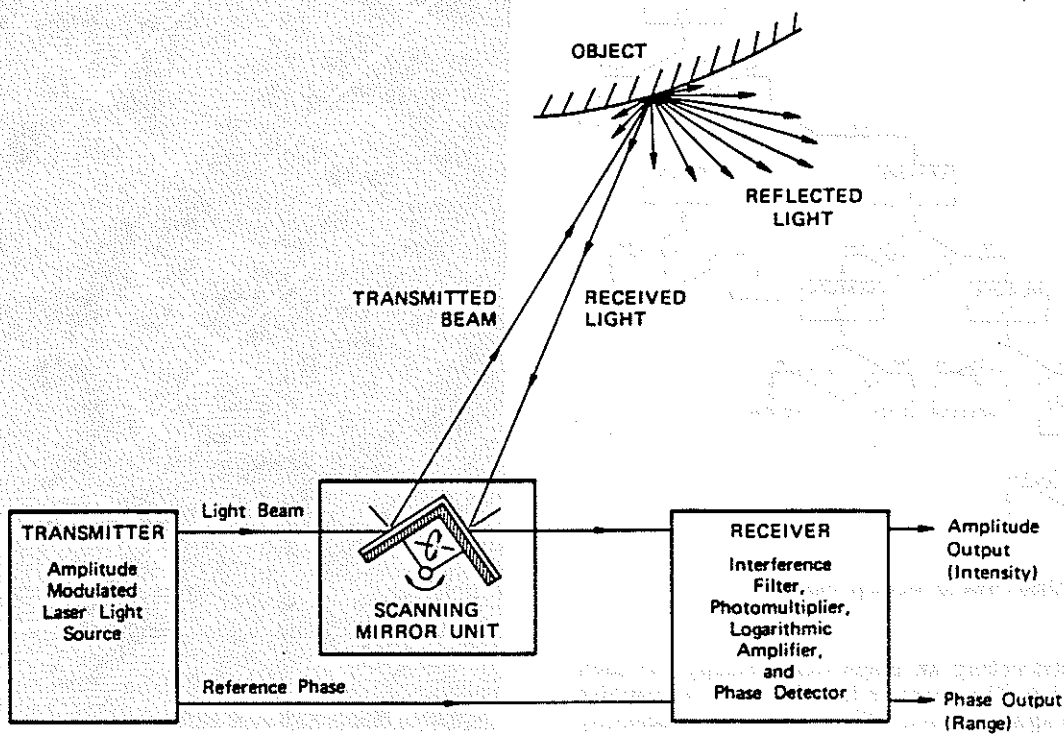 OBJECT
REFLECTED
LIGHT
TRANSMITTED
BEAM
RECEIVED
LIGHT
Light Beam
TRANSMITTER
Amplitude
Modulated
Laser Light
Source
SCANNING
MIRROR UNIT
Reference Phase
RECEIVER
Interference
Filter,
Photomultiplier,
Logarithmic
Amplifier,
and
Phase Detector
Amplitude
Output
(Intensity)
Phase Output
(Range)